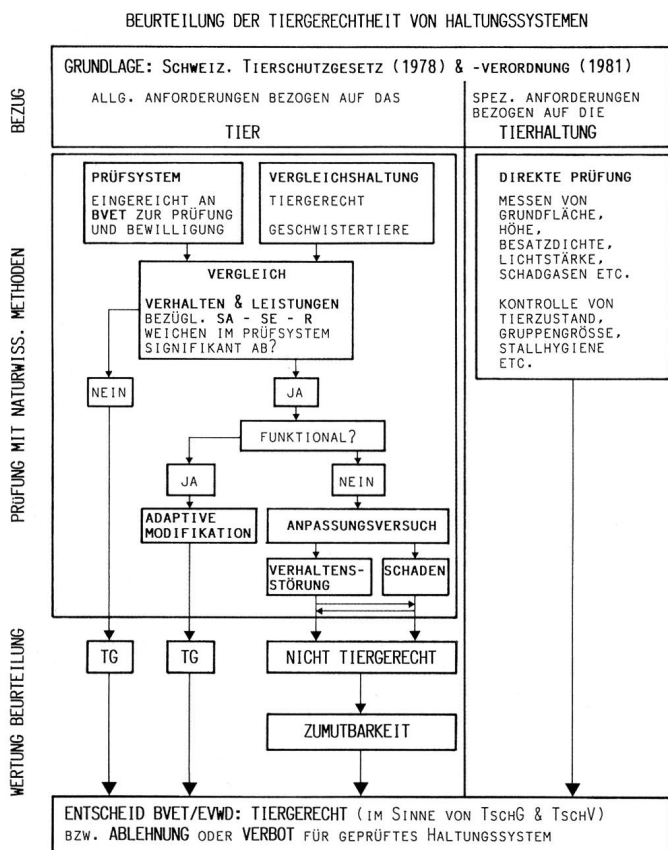 BEURTEILUNG DER TIERGERECHTHEIT VON HALTUNGSSYSTEMEN
BEZUG
GRUNDLAGE: SCHWEIZ. TIERSCHUTZGESETZ (1978) & -VERORDNUNG (1981)
ALLG. ANFORDERUNGEN BEZOGEN AUF DAS
TIER
SPEZ. ANFORDERUNGEN
BEZOGEN AUF DIE
TIERHALTUNG
PRÜFUNG MIT NATURWISS. METHODEN
PRÜFSYSTEM
EINGEREICHT AN
BVET ZUR PRÜFUNG
UND BEWILLIGUNG
VERGLEICHSHALTUNG
TIERGERECHT
GESCHWISTERTIERE
DIREKTE PRÜFUNG
MESSEN VON
GRUNDFLÄCHE,
HÖHE,
BESATZDICHTE,
LICHTSTÄRKE,
SCHADGASEN ETC.
KONTROLLE VON
TIERZUSTAND,
GRUPPENGRÖSSE,
STALLHYGIENE
ETC.
VERGLEICH
VERHALTEN & LEISTUNGEN
BEZÜGL. SA - SE - R
WEICHEN IM PRÜFSYSTEM
SIGNIFIKANT AB?
NEIN
JA
FUNKTIONAL?
JA
NEIN
ADAPTIVE
MODIFIKATION
ANPASSUNGSVERSUCH
VERHALTENS-
STÖRUNG
SCHADEN
WERTUNG BEURTEILUNG
TG
TG
NICHT TIERGERECHT
ZUMUTBARKEIT
ENTSCHEID BVET/EVWD: TIERGERECHT (IM SINNE VON TSCHG & TSCHV)
BZW. ABLEHNUNG ODER VERBOT FÜR GEPRÜFTES HALTUNGSSYSTEM